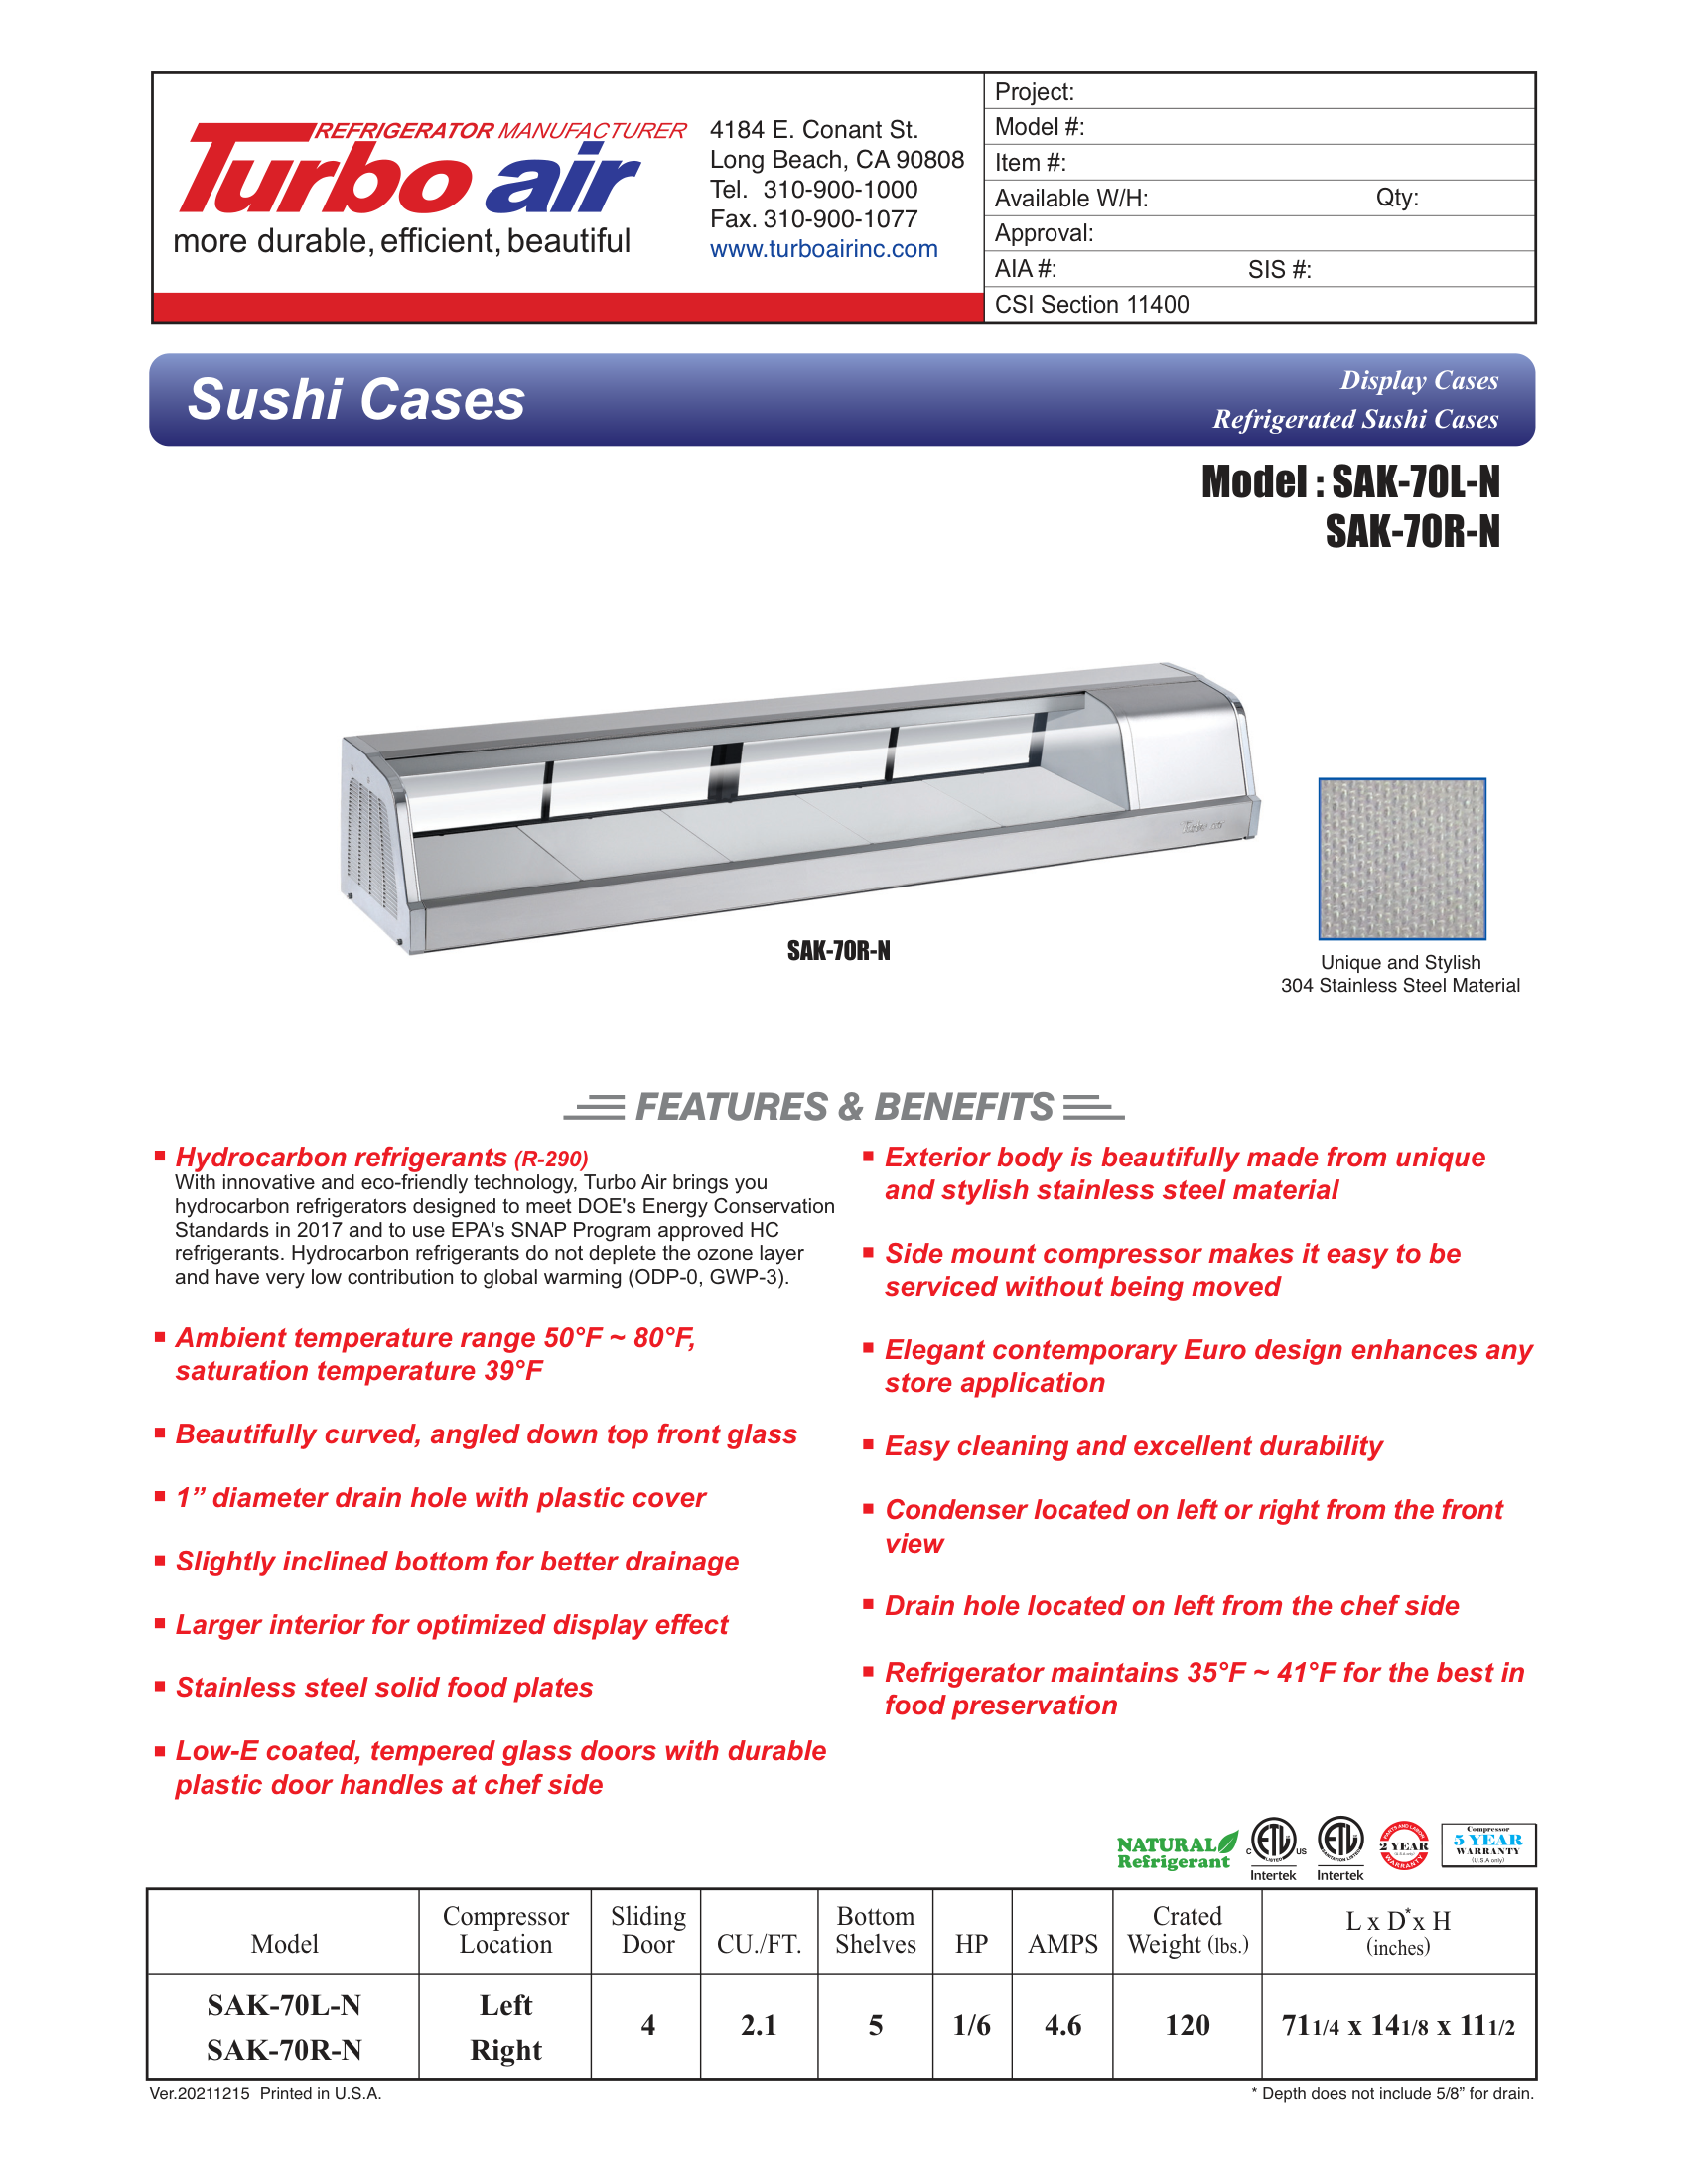 REFRIGERATOR MANUFACTURER
Turbo air
more durable, efficient, beautiful
4184 E. Conant St.
Long Beach, CA 90808
Tel. 310-900-1000
Fax. 310-900-1077
www.turboairinc.com
Project:
Model #:
Item #:
Available W/H: Qty:
Approval:
AIA #: SIS #:
CSI Section 11400
Sushi Cases
Display Cases
Refrigerated Sushi Cases
Model : SAK-70L-N
SAK-70R-N
Turbo air
SAK-70R-N
Unique and Stylish
304 Stainless Steel Material
FEATURES & BENEFITS
Hydrocarbon refrigerants (R-290)
With innovative and eco-friendly technology, Turbo Air brings you
hydrocarbon refrigerators designed to meet DOE's Energy Conservation
Standards in 2017 and to use EPA's SNAP Program approved HC
refrigerants. Hydrocarbon refrigerants do not deplete the ozone layer
and have very low contribution to global warming (ODP-0, GWP-3).
Ambient temperature range 50°F ~ 80°F,
saturation temperature 39°F
Beautifully curved, angled down top front glass
1” diameter drain hole with plastic cover
Slightly inclined bottom for better drainage
Larger interior for optimized display effect
Stainless steel solid food plates
Low-E coated, tempered glass doors with durable
plastic door handles at chef side
Exterior body is beautifully made from unique
and stylish stainless steel material
Side mount compressor makes it easy to be
serviced without being moved
Elegant contemporary Euro design enhances any
store application
Easy cleaning and excellent durability
Condenser located on left or right from the front
view
Drain hole located on left from the chef side
Refrigerator maintains 35°F ~ 41°F for the best in
food preservation
NATURAL
Refrigerant
C ETL US
LISTED
Intertek
ETL
SANITATION LISTED
Intertek
PARTS AND LABOR
2 YEAR
WARRANTY
Compressor
5 YEAR
WARRANTY
(U.S.A only)
Model Compressor Location Sliding Door CU./FT. Bottom Shelves HP AMPS Crated Weight (lbs.) L x D* x H (inches)
SAK-70L-N Left
SAK-70R-N Right
4 2.1 5 1/6 4.6 120 71 1/4 x 14 1/8 x 11 1/2
Ver.20211215 Printed in U.S.A.
* Depth does not include 5/8” for drain.